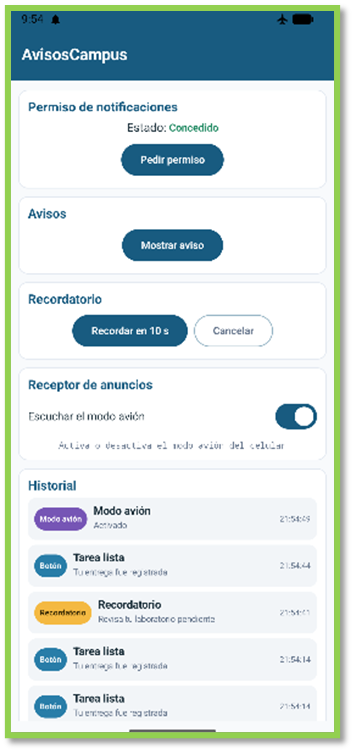 9:54
AvisosCampus
Permiso de notificaciones
Estado: Concedido
Pedir permiso
Avisos
Mostrar aviso
Recordatorio
Recordar en 10 s Cancelar
Receptor de anuncios
Escuchar el modo avión
Activa o desactiva el modo avión del celular
Historial
Modo avión Modo avión 21:54:49
Activado
Botón Tarea lista 21:54:44
Tu entrega fue registrada
Recordatorio Recordatorio 21:54:41
Revisa tu laboratorio pendiente
Botón Tarea lista 21:54:14
Tu entrega fue registrada
Botón Tarea lista 21:54:14
Tu entrega fue registrada